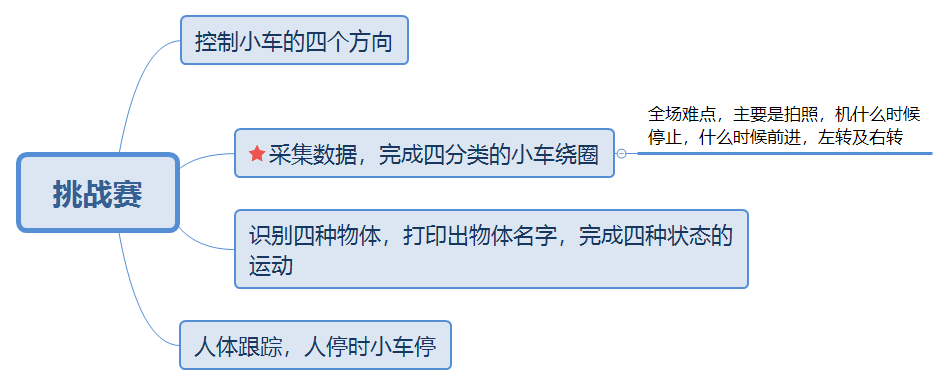 控制小车的四个方向
全场难点，主要是拍照，机什么时候
停止，什么时候前进，左转及右转
采集数据，完成四分类的小车绕圈
挑战赛
识别四种物体，打印出物体名字，完成四种状态的
运动
人体跟踪，人停时小车停